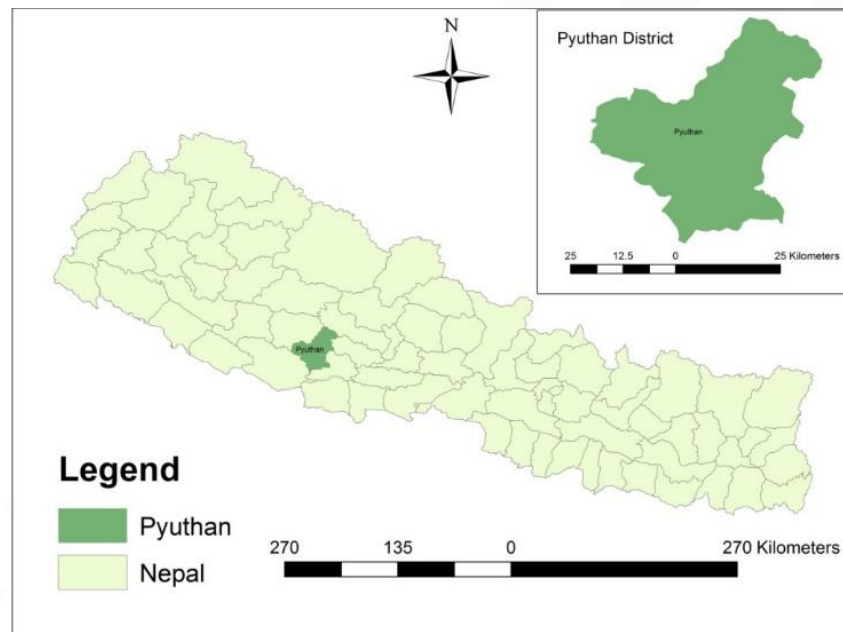 N
Pyuthan District
Pyuthan
25 12.5 0 25 Kilometers
Pyuthan
Legend
Pyuthan
Nepal
270 135 0 270 Kilometers